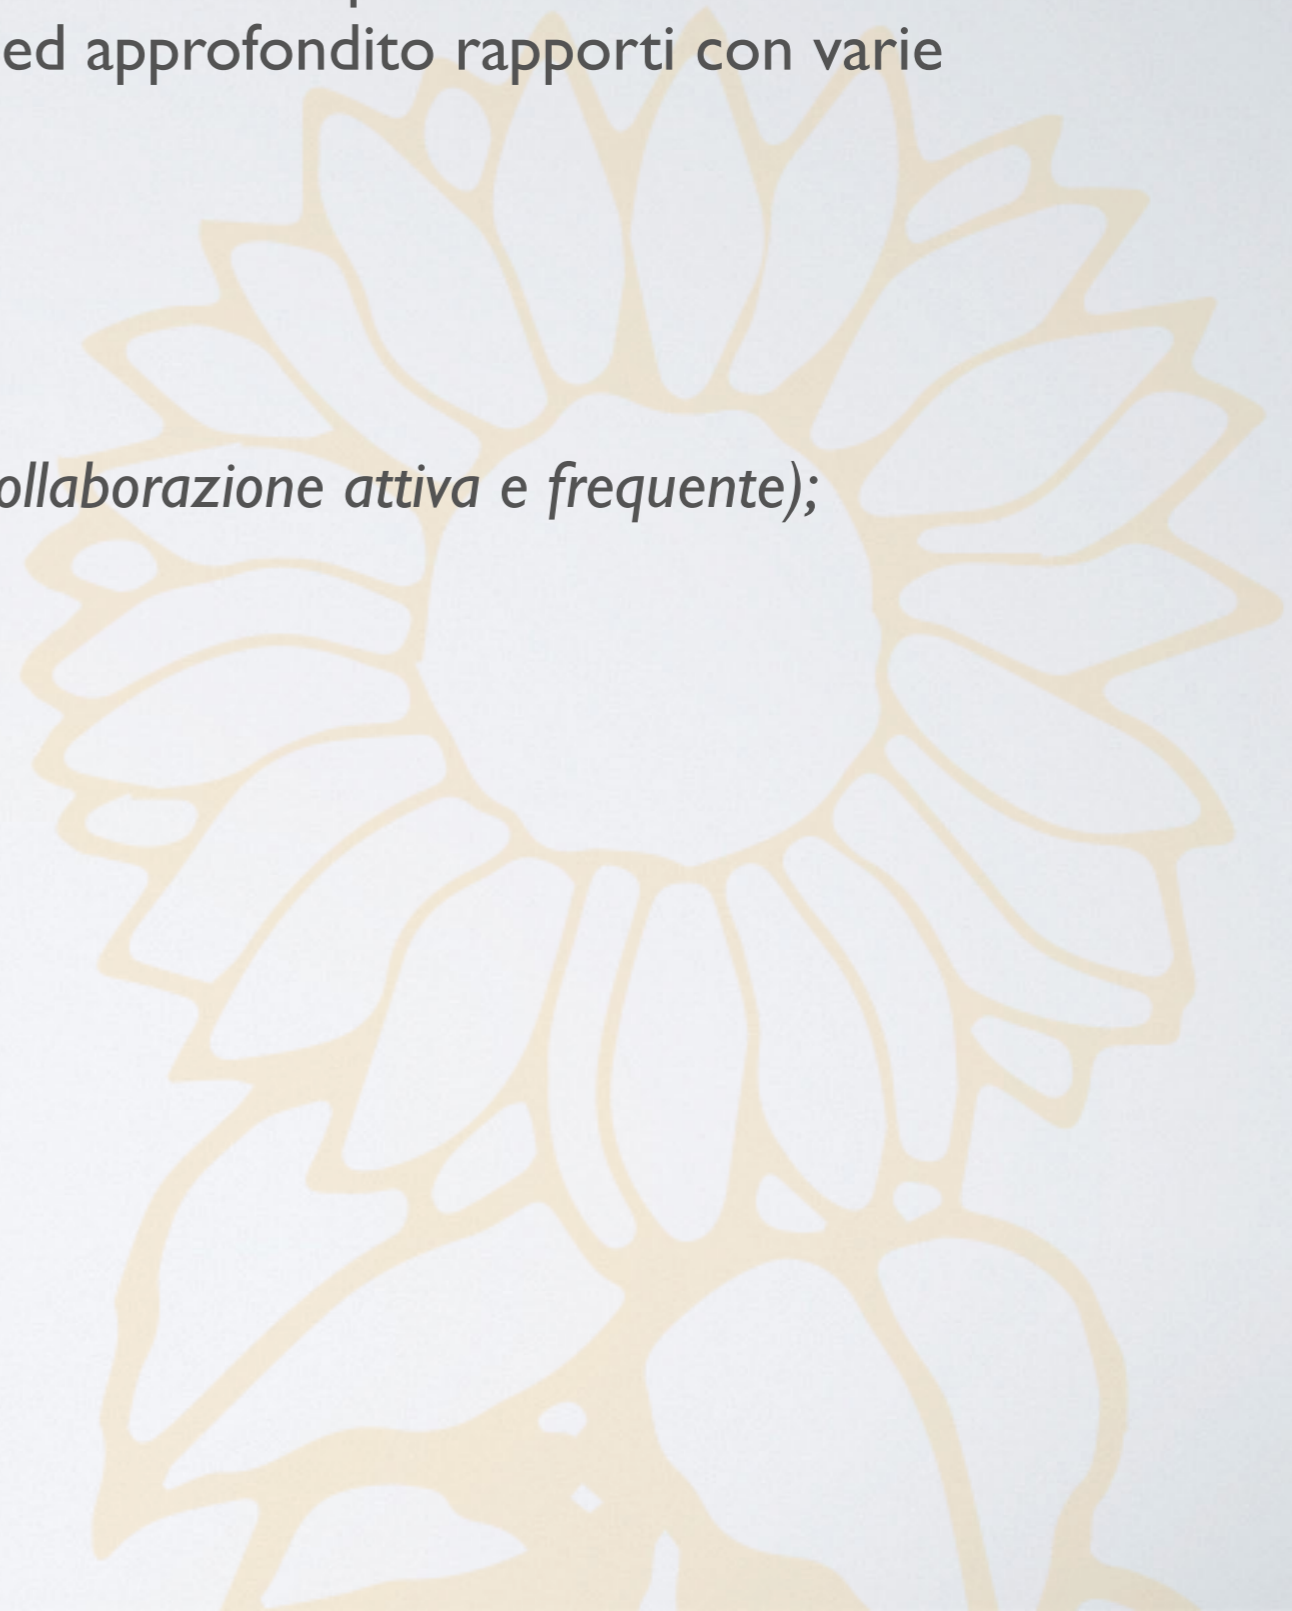 ed approfondito rapporti con varie
ollaborazione attiva e frequente);